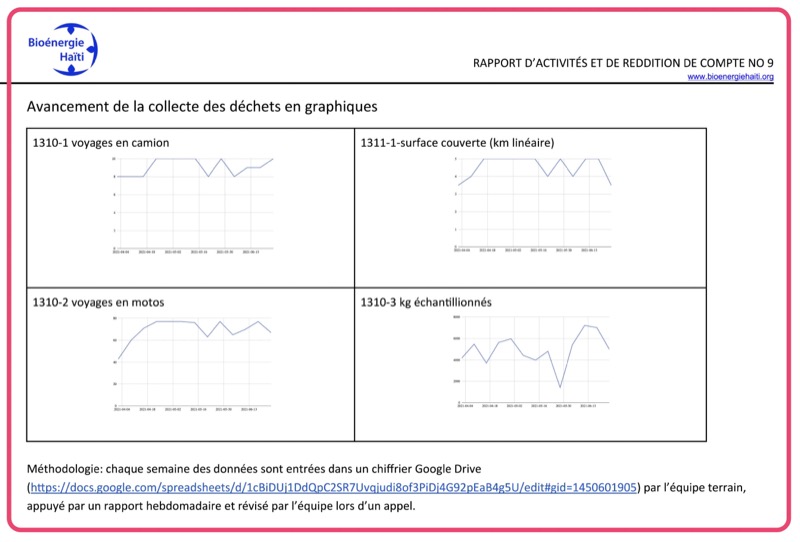 Bioénergie
Haïti
RAPPORT D’ACTIVITÉS ET DE REDDITION DE COMPTE NO 9
www.bioenergiehaiti.org
Avancement de la collecte des déchets en graphiques
1310-1 voyages en camion
1311-1-surface couverte (km linéaire)
1310-2 voyages en motos
1310-3 kg échantillionnés
Méthodologie: chaque semaine des données sont entrées dans un chiffrier Google Drive
(https://docs.google.com/spreadsheets/d/1cBiDUj1DdQpC2SR7Uvqjudi8of3PiDj4G92pEaB4g5U/edit#gid=1450601905) par l’équipe terrain,
appuyé par un rapport hebdomadaire et révisé par l’équipe lors d’un appel.